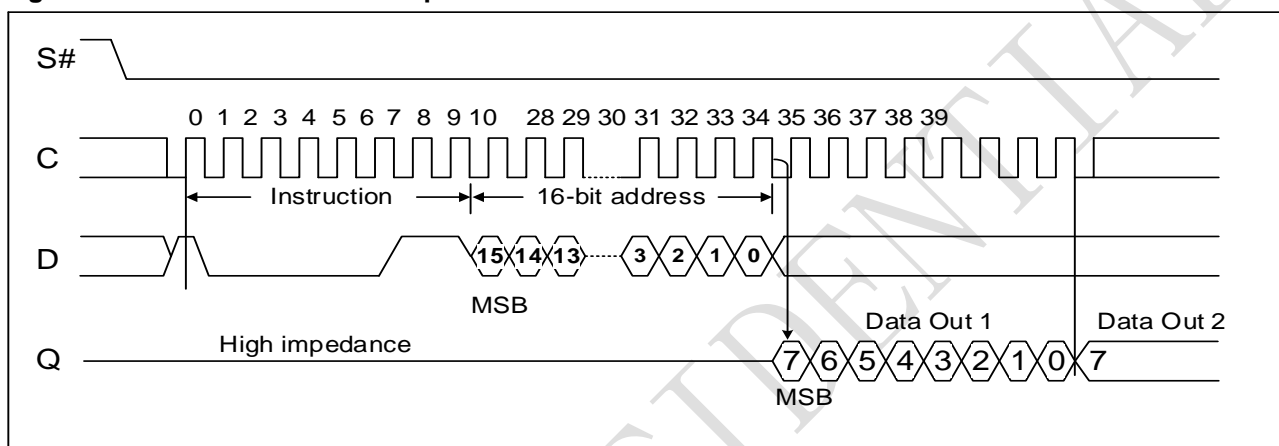 S#
0 1 2 3 4 5 6 7 8 9 10 28 29 30 31 32 33 34 35 36 37 38 39
C
Instruction 16-bit address
D 15 14 13 3 2 1 0
MSB
Data Out 1 Data Out 2
High impedance
Q 7 6 5 4 3 2 1 0 7
MSB